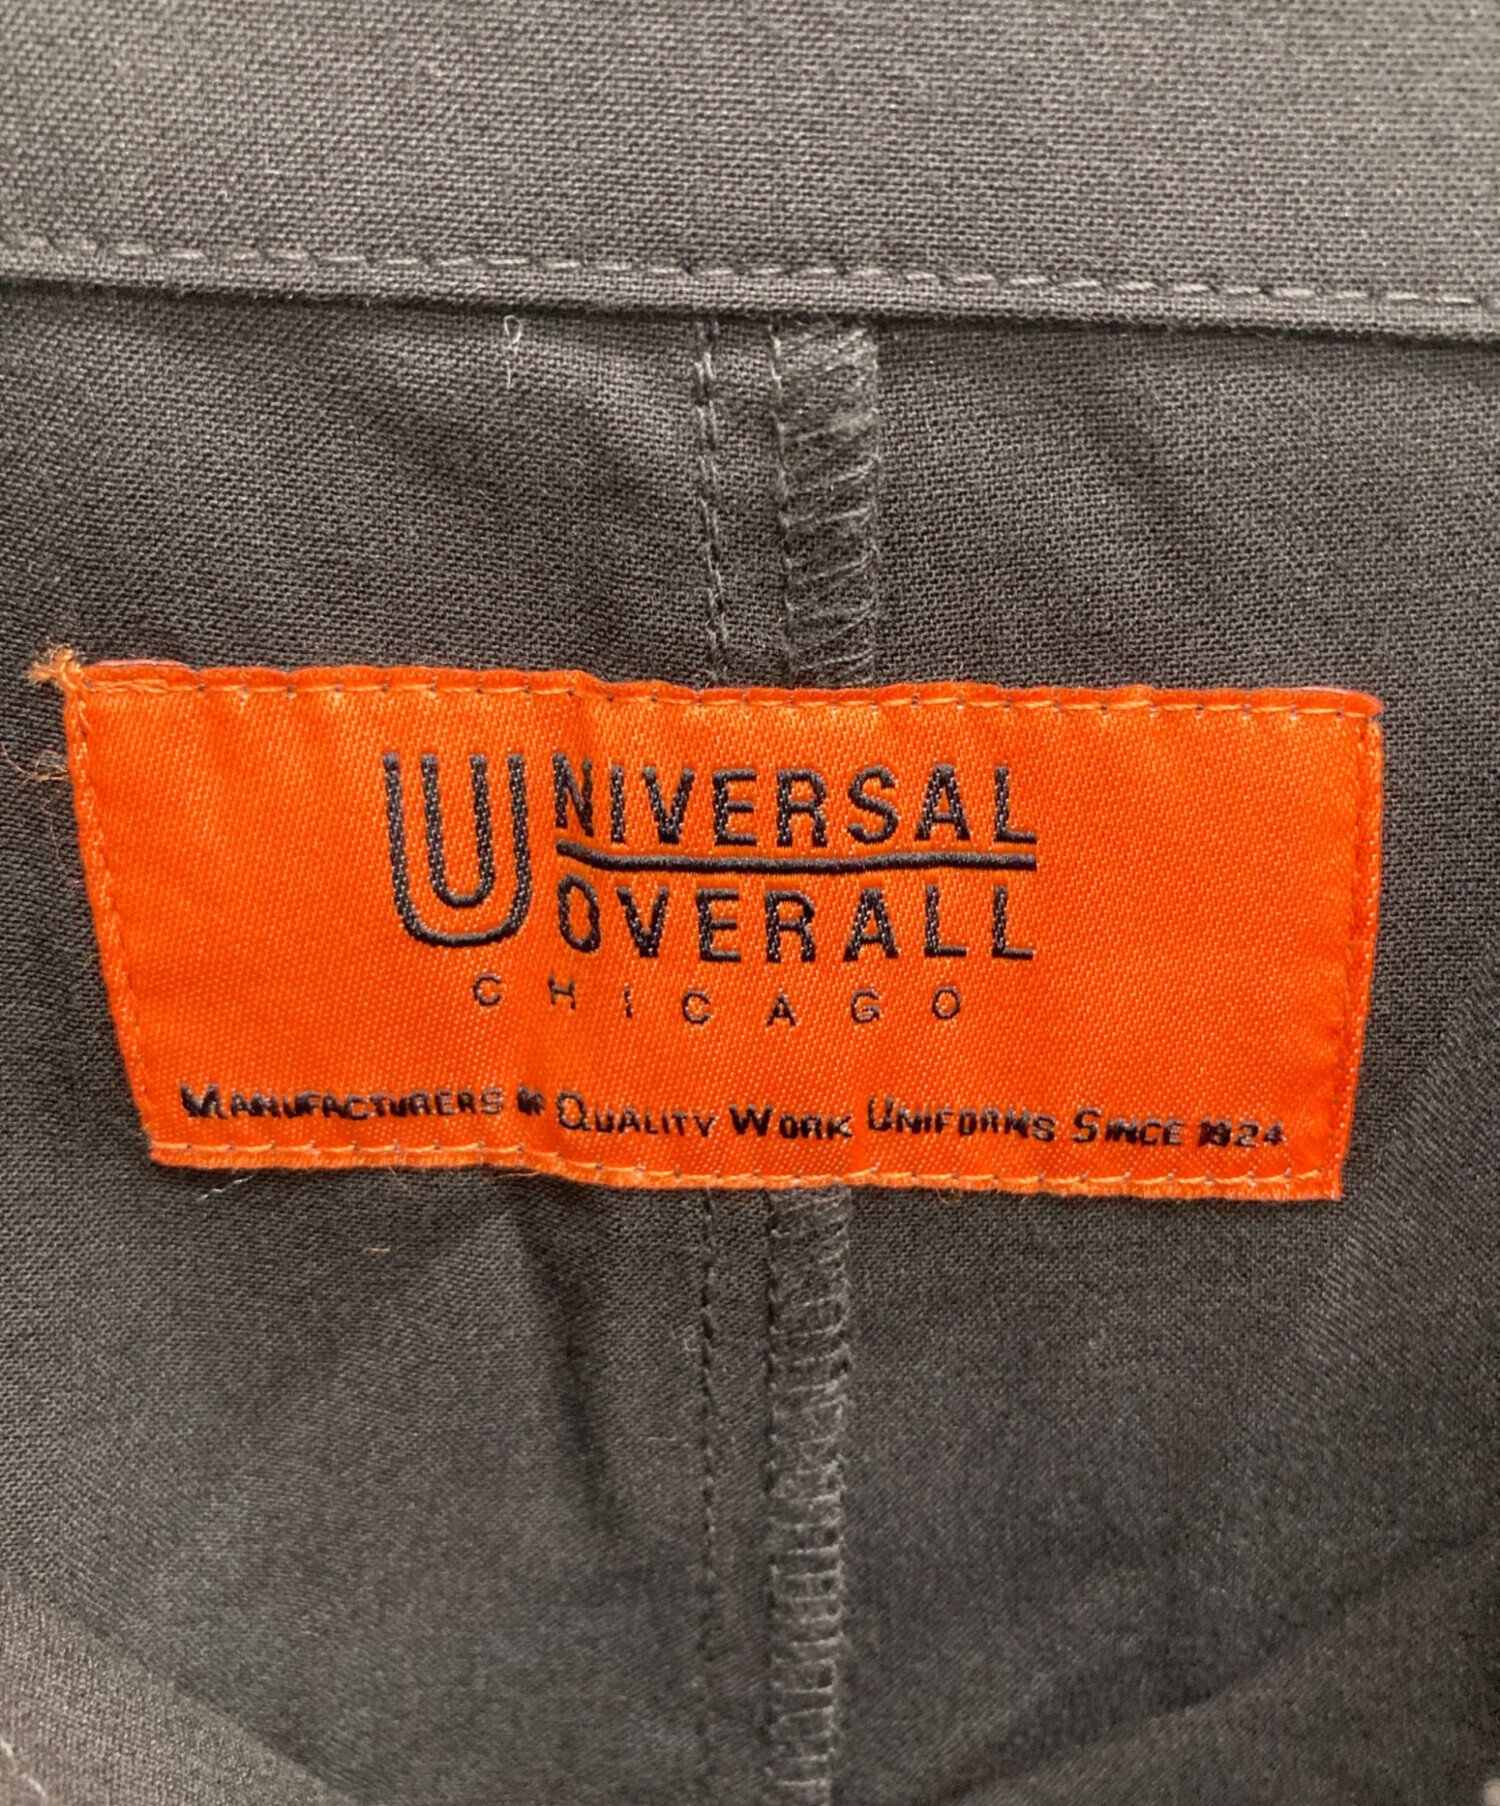 UNIVERSAL
OVERALL
CHICAGO
MANUFACTURERS OF QUALITY WORK UNIFORMS SINCE 1924